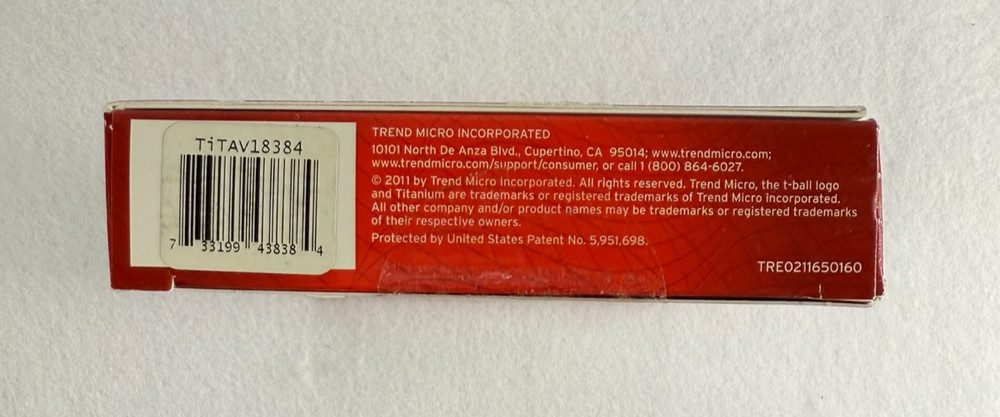 TiTAV18384
7 33199 43838 4
TREND MICRO INCORPORATED
10101 North De Anza Blvd., Cupertino, CA 95014; www.trendmicro.com;
www.trendmicro.com/support/consumer, or call 1 (800) 864-6027.
© 2011 by Trend Micro Incorporated. All rights reserved. Trend Micro, the t-ball logo
and Titanium are trademarks or registered trademarks of Trend Micro Incorporated.
All other company and/or product names may be trademarks or registered trademarks
of their respective owners.
Protected by United States Patent No. 5,951,698.
TRE0211650160